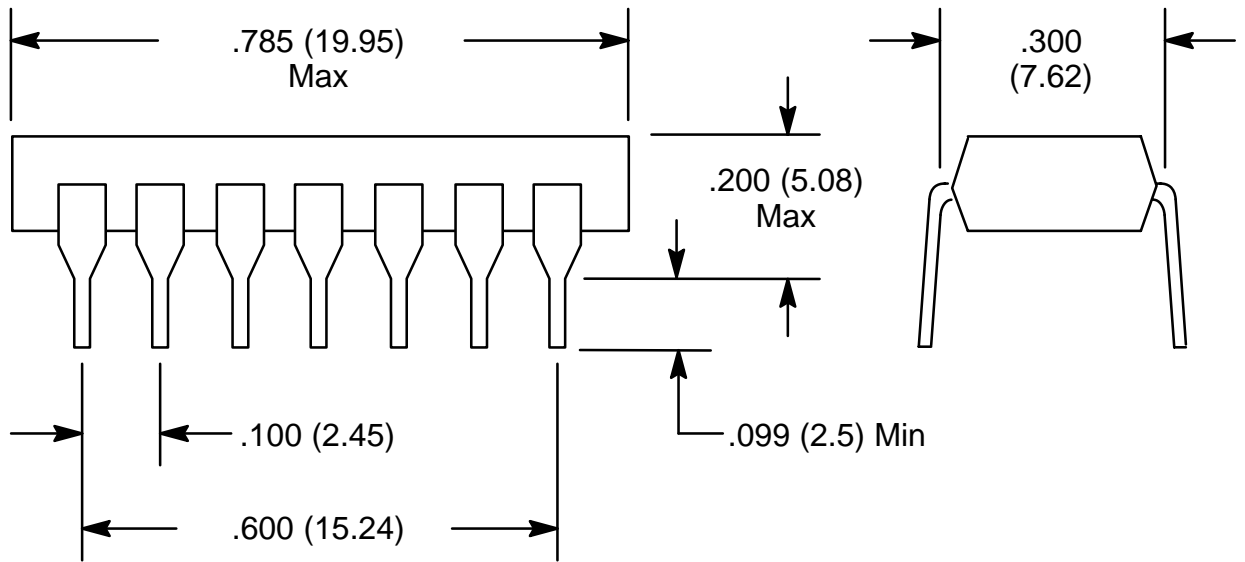 .785 (19.95)
Max
.300
(7.62)
.200 (5.08)
Max
.100 (2.45)
.099 (2.5) Min
.600 (15.24)